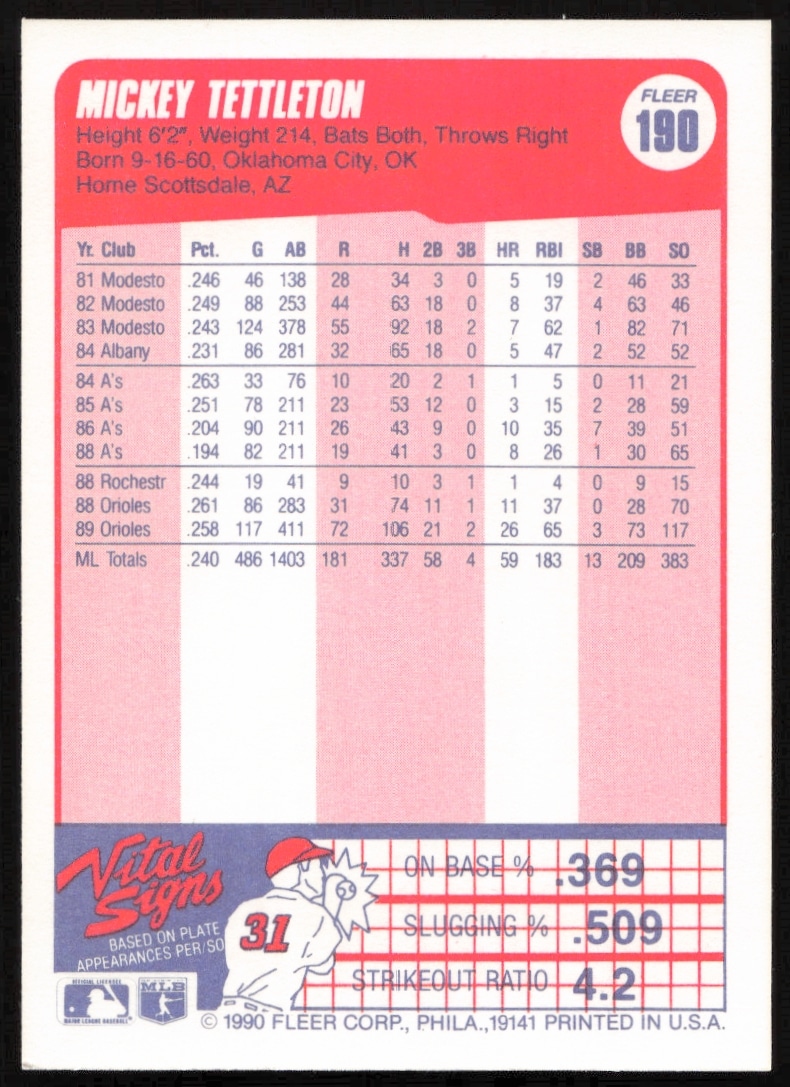 MICKEY TETTLETON
FLEER
190
Height 6'2", Weight 214, Bats Both, Throws Right
Born 9-16-60, Oklahoma City, OK
Home Scottsdale, AZ
Yr. Club Pct. G AB R H 2B 3B HR RBI SB BB SO
81 Modesto .246 46 138 28 34 3 0 5 19 2 46 33
82 Modesto .249 88 253 44 63 18 0 8 37 4 63 46
83 Modesto .243 124 378 55 92 18 2 7 62 1 82 71
84 Albany .231 86 281 32 65 18 0 5 47 2 52 52
84 A's .263 33 76 10 20 2 1 1 5 0 11 21
85 A's .251 78 211 23 53 12 0 3 15 2 28 59
86 A's .204 90 211 26 43 9 0 10 35 7 39 51
88 A's .194 82 211 19 41 3 0 8 26 1 30 65
88 Rochestr .244 19 41 9 10 3 1 1 4 0 9 15
88 Orioles .261 86 283 31 74 11 1 11 37 0 28 70
89 Orioles .258 117 411 72 106 21 2 26 65 3 73 117
ML Totals .240 486 1403 181 337 58 4 59 183 13 209 383
Vital
Signs
BASED ON PLATE
APPEARANCES PER/SO
31
ON BASE % .369
SLUGGING % .509
STRIKEOUT RATIO 4.2
OFFICIAL LICENSEE
MAJOR LEAGUE BASEBALL
MLB
© 1990 FLEER CORP., PHILA.,19141 PRINTED IN U.S.A.